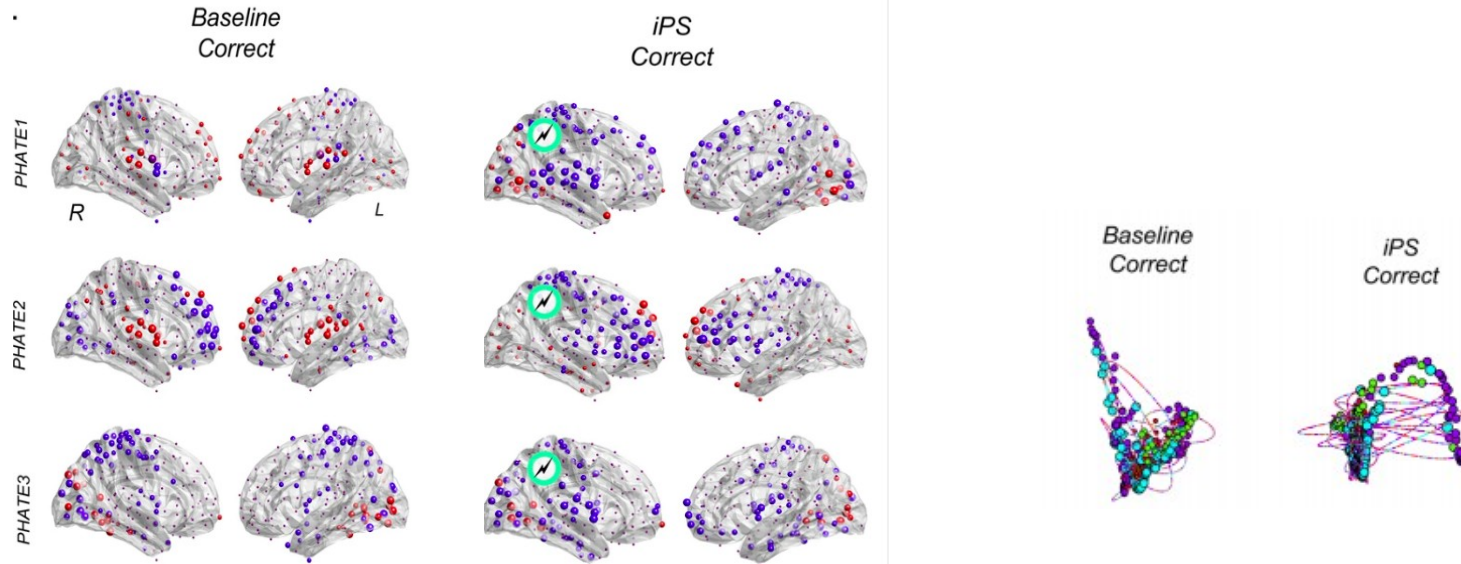 Baseline
Correct
iPS
Correct
PHATE1
R
L
PHATE2
PHATE3
Baseline
Correct
iPS
Correct